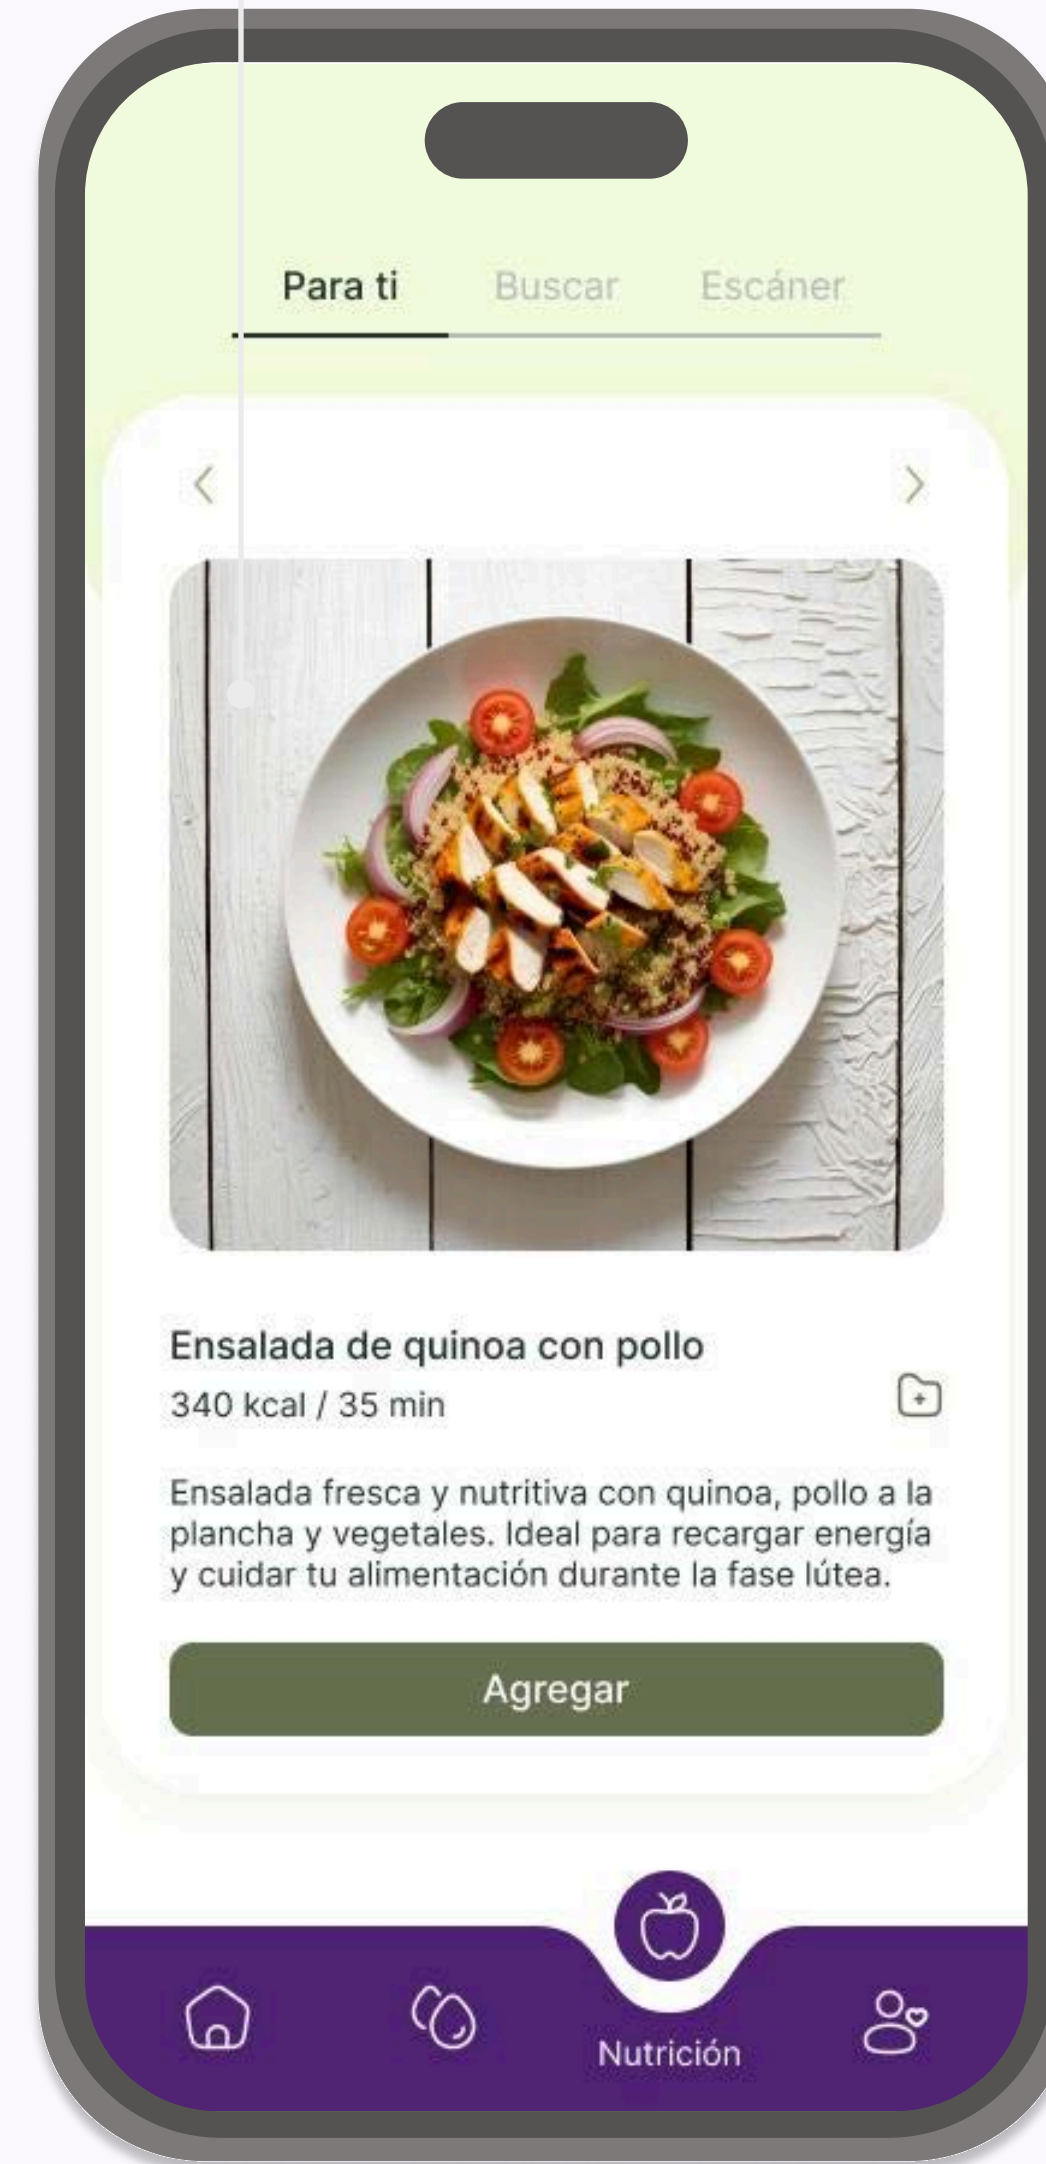 Para ti Buscar Escáner
Ensalada de quinoa con pollo
340 kcal / 35 min
Ensalada fresca y nutritiva con quinoa, pollo a la
plancha y vegetales. Ideal para recargar energía
y cuidar tu alimentación durante la fase lútea.
Agregar
Nutrición